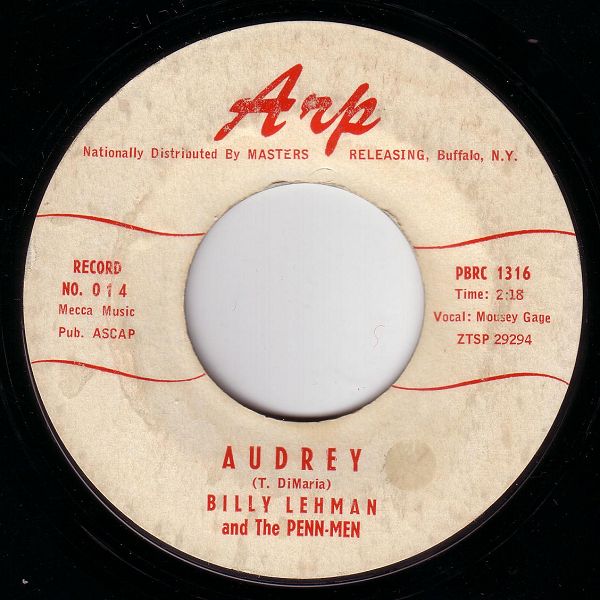 Arp
Nationally Distributed By MASTERS RELEASING, Buffalo, N.Y.
RECORD
NO. 014
Mecca Music
Pub. ASCAP
PBRC 1316
Time: 2:18
Vocal: Mousey Gage
ZTSP 29294
AUDREY
(T. DiMaria)
BILLY LEHMAN
and The PENN-MEN